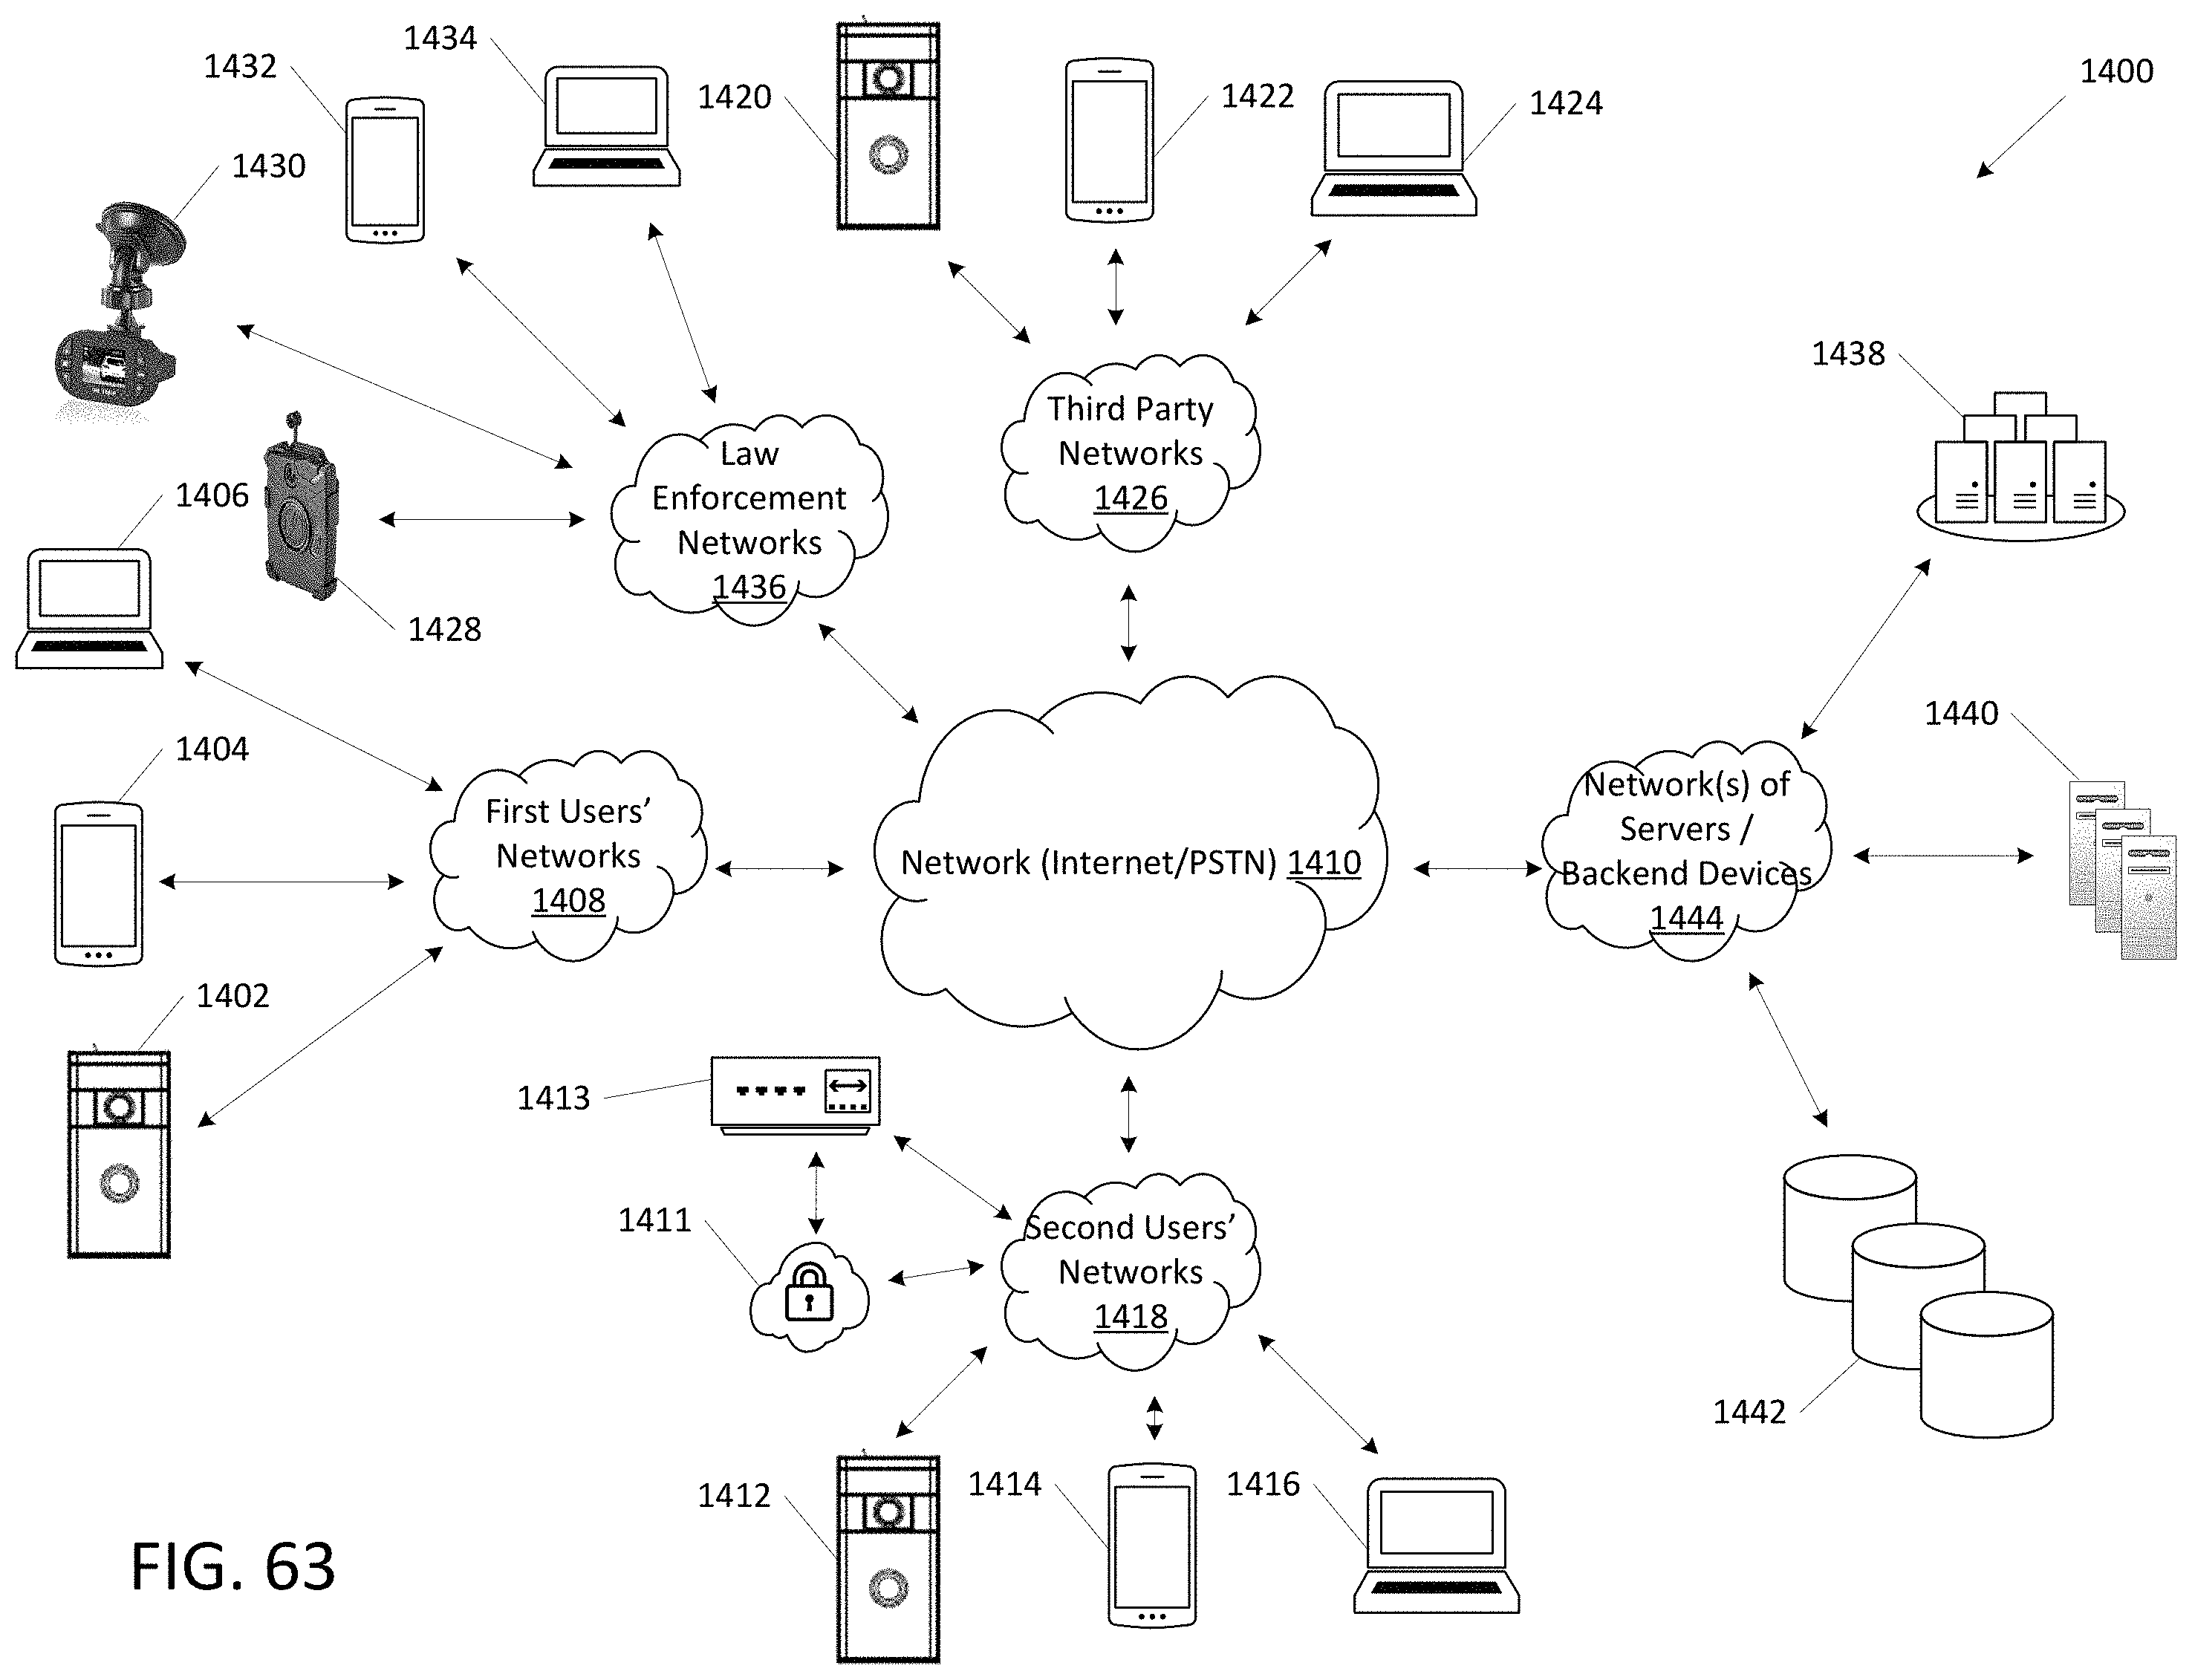 1434
1432
1420
1422
1424
1400
1430
1438
Third Party
Networks
1426
Law
Enforcement
Networks
1436
1406
1428
1440
1404
First Users’
Networks
1408
Network (Internet/PSTN) 1410
Network(s) of
Servers /
Backend Devices
1444
1402
1413
1411
Second Users’
Networks
1418
1442
1412
1414
1416
FIG. 63